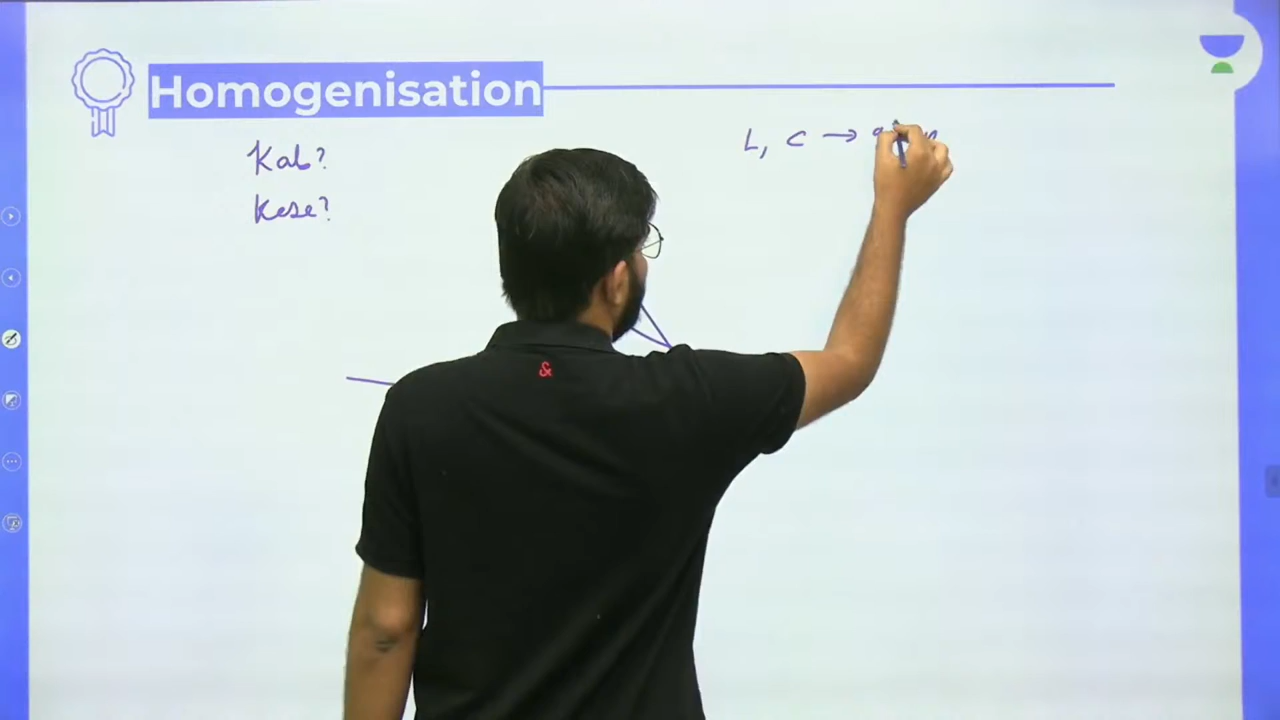 Homogenisation
L, C →
Kab?
Kese?
&